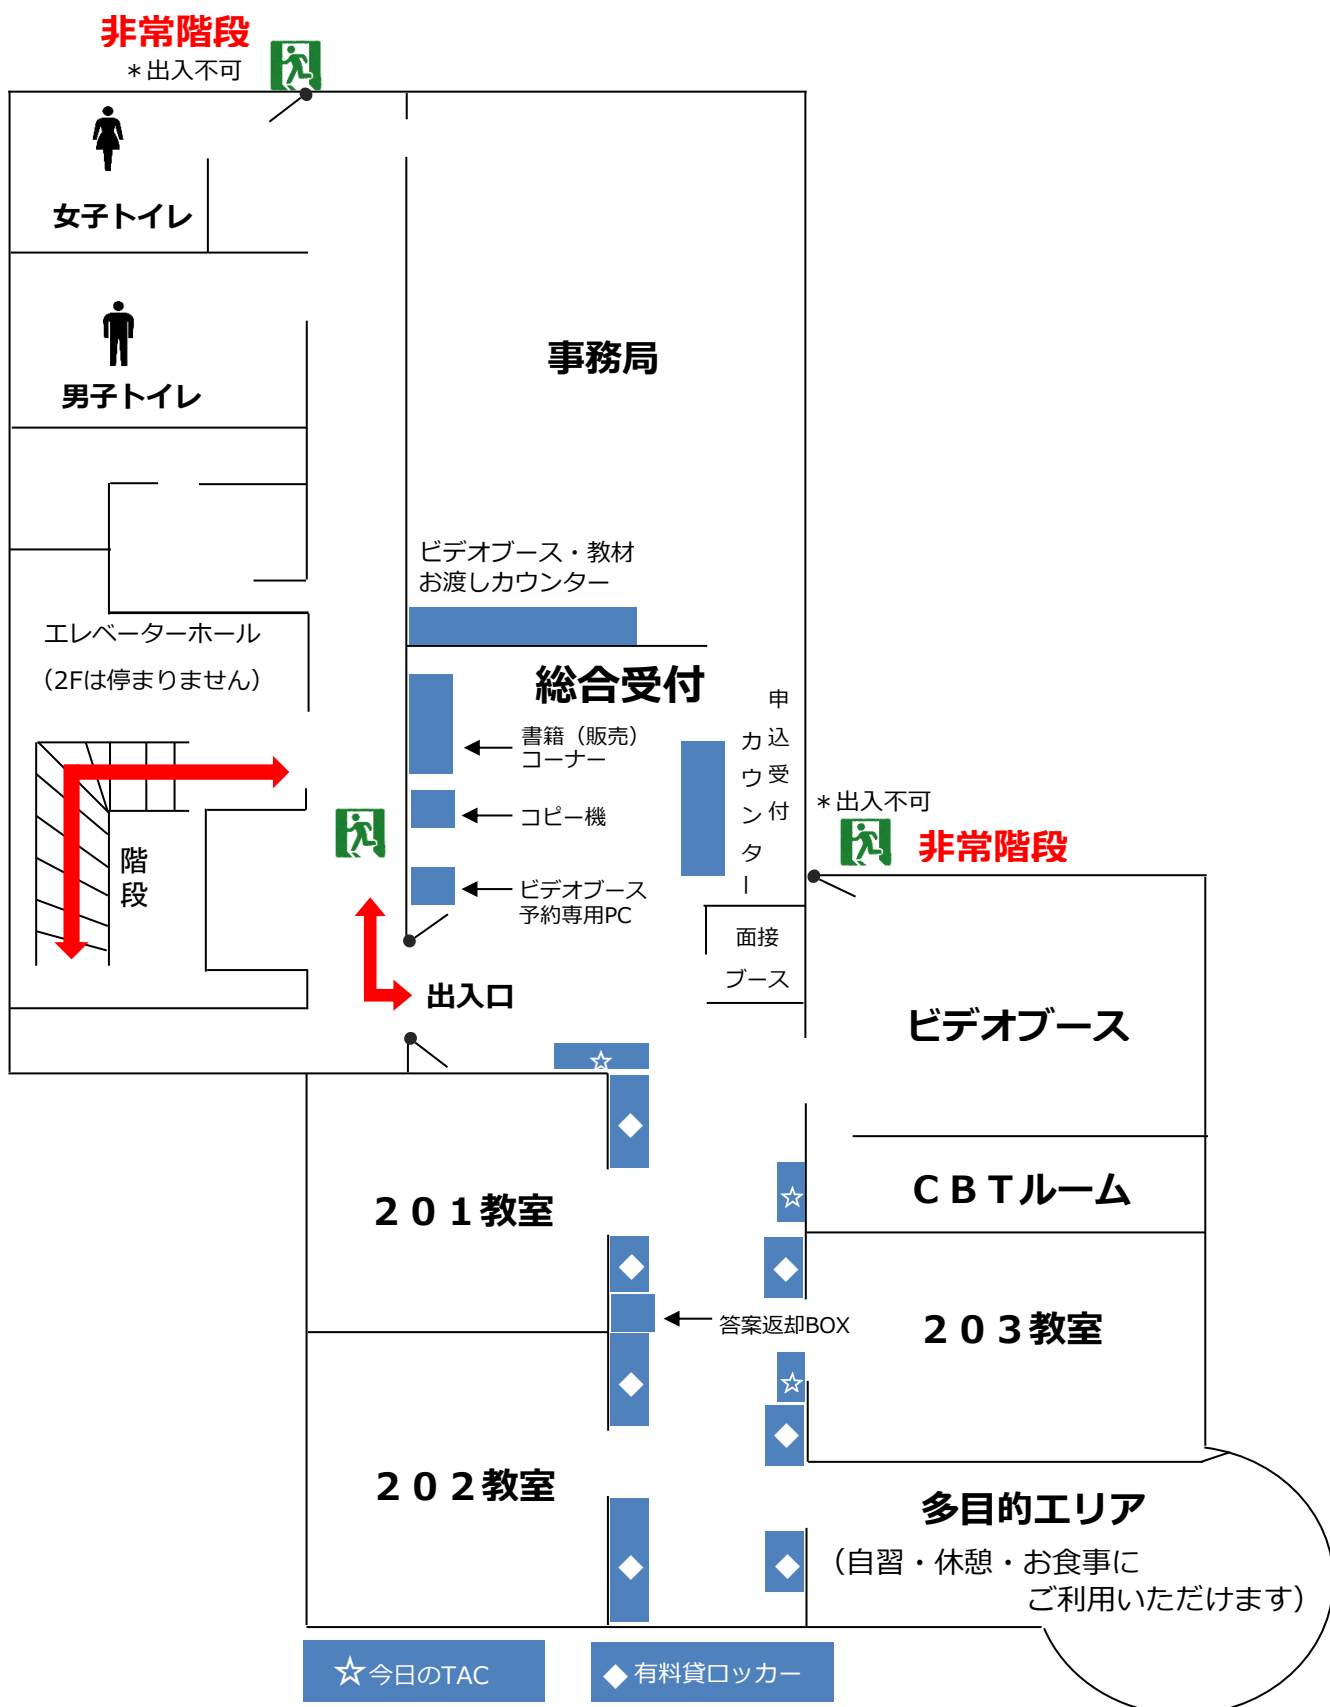 非常階段
＊出入不可
女子トイレ
男子トイレ
事務局
ビデオブース・教材
お渡しカウンター
エレベーターホール
（2Fは停まりません）
総合受付
書籍（販売）
コーナー
コピー機
ビデオブース
予約専用PC
申込受付
カウンター
階段
＊出入不可
非常階段
面接
ブース
出入口
ビデオブース
ＣＢＴルーム
２０１教室
答案返却BOX
２０３教室
２０２教室
多目的エリア
（自習・休憩・お食事に
ご利用いただけます）
☆今日のTAC
◆有料貸ロッカー